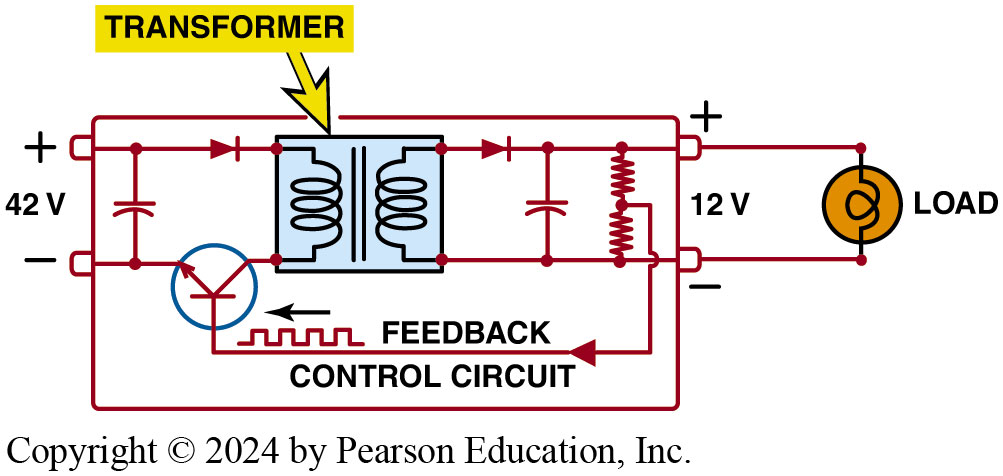 TRANSFORMER
+
+
42 V
12 V
LOAD
–
–
FEEDBACK
CONTROL CIRCUIT
Copyright © 2024 by Pearson Education, Inc.